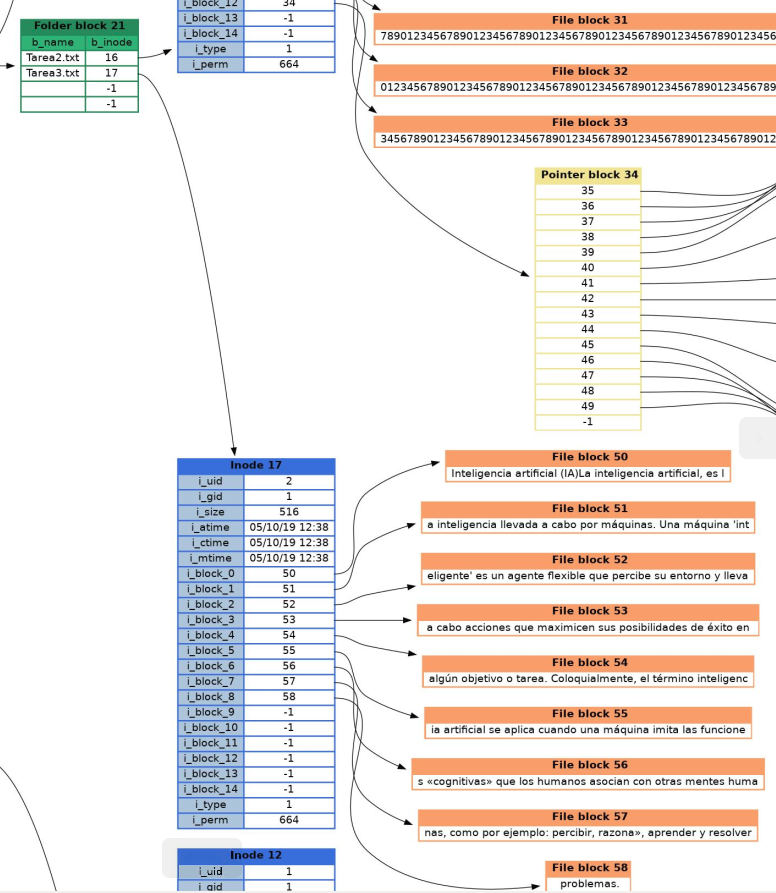 Folder block 21
b_name b_inode
Tarea2.txt 16
Tarea3.txt 17
-1
-1
i_block_12 34
i_block_13 -1
i_block_14 -1
i_type 1
i_perm 664
File block 31
789012345678901234567890123456789012345678901234567890123456
File block 32
0123456789012345678901234567890123456789012345678901234567​89
File block 33
345678901234567890123456789012345678901234567890123456789012
Pointer block 34
35
36
37
38
39
40
41
42
43
44
45
46
47
48
49
-1
Inode 17
i_uid 2
i_gid 1
i_size 516
i_atime 05/10/19 12:38
i_ctime 05/10/19 12:38
i_mtime 05/10/19 12:38
i_block_0 50
i_block_1 51
i_block_2 52
i_block_3 53
i_block_4 54
i_block_5 55
i_block_6 56
i_block_7 57
i_block_8 58
i_block_9 -1
i_block_10 -1
i_block_11 -1
i_block_12 -1
i_block_13 -1
i_block_14 -1
i_type 1
i_perm 664
File block 50
Inteligencia artificial (IA)La inteligencia artificial, es l
File block 51
a inteligencia llevada a cabo por máquinas. Una máquina 'int
File block 52
eligente' es un agente flexible que percibe su entorno y lleva
File block 53
a cabo acciones que maximicen sus posibilidades de éxito en
File block 54
algún objetivo o tarea. Coloquialmente, el término inteligenc
File block 55
ia artificial se aplica cuando una máquina imita las funcione
File block 56
s «cognitivas» que los humanos asocian con otras mentes huma
File block 57
nas, como por ejemplo: percibir, razona», aprender y resolver
File block 58
problemas.
Inode 12
i_uid 1
i_gid 1